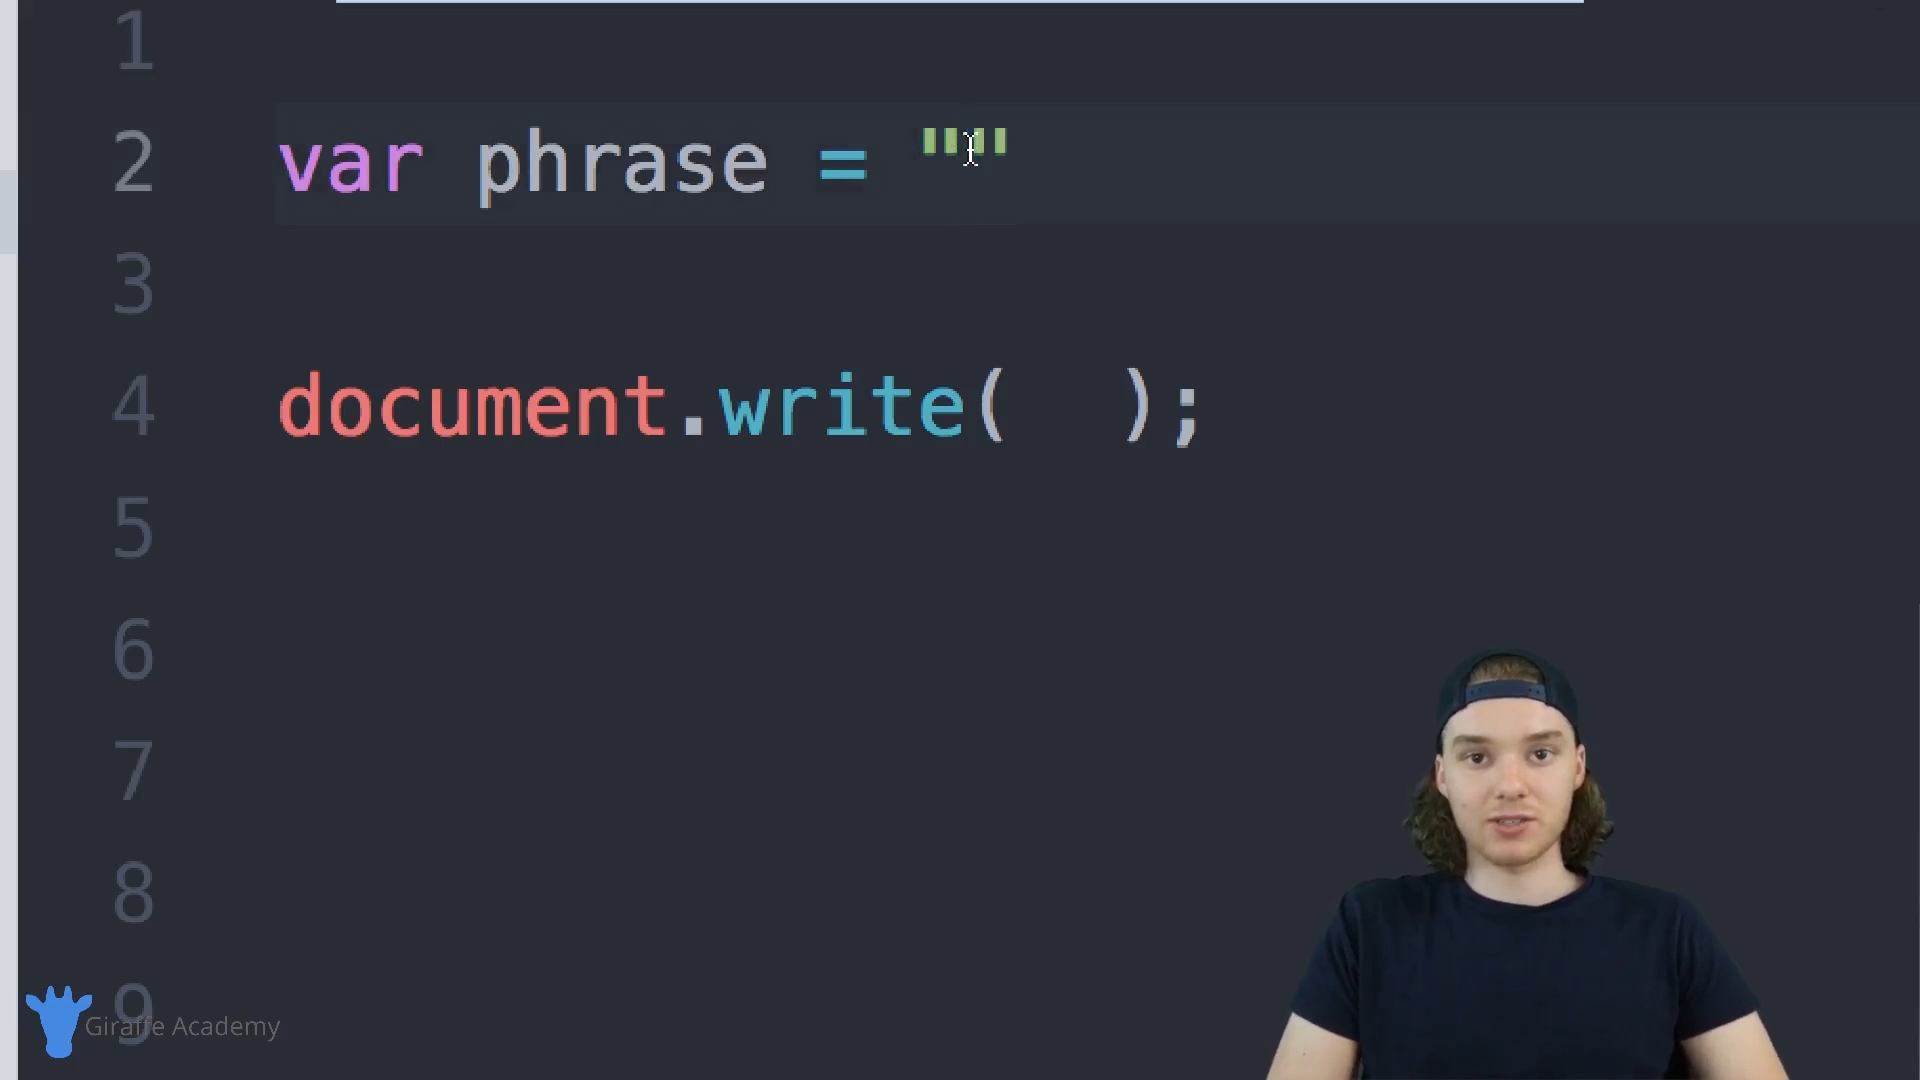 1
2 var phrase = ""
3
4 document.write(  );
5
6
7
8
9
Giraffe Academy